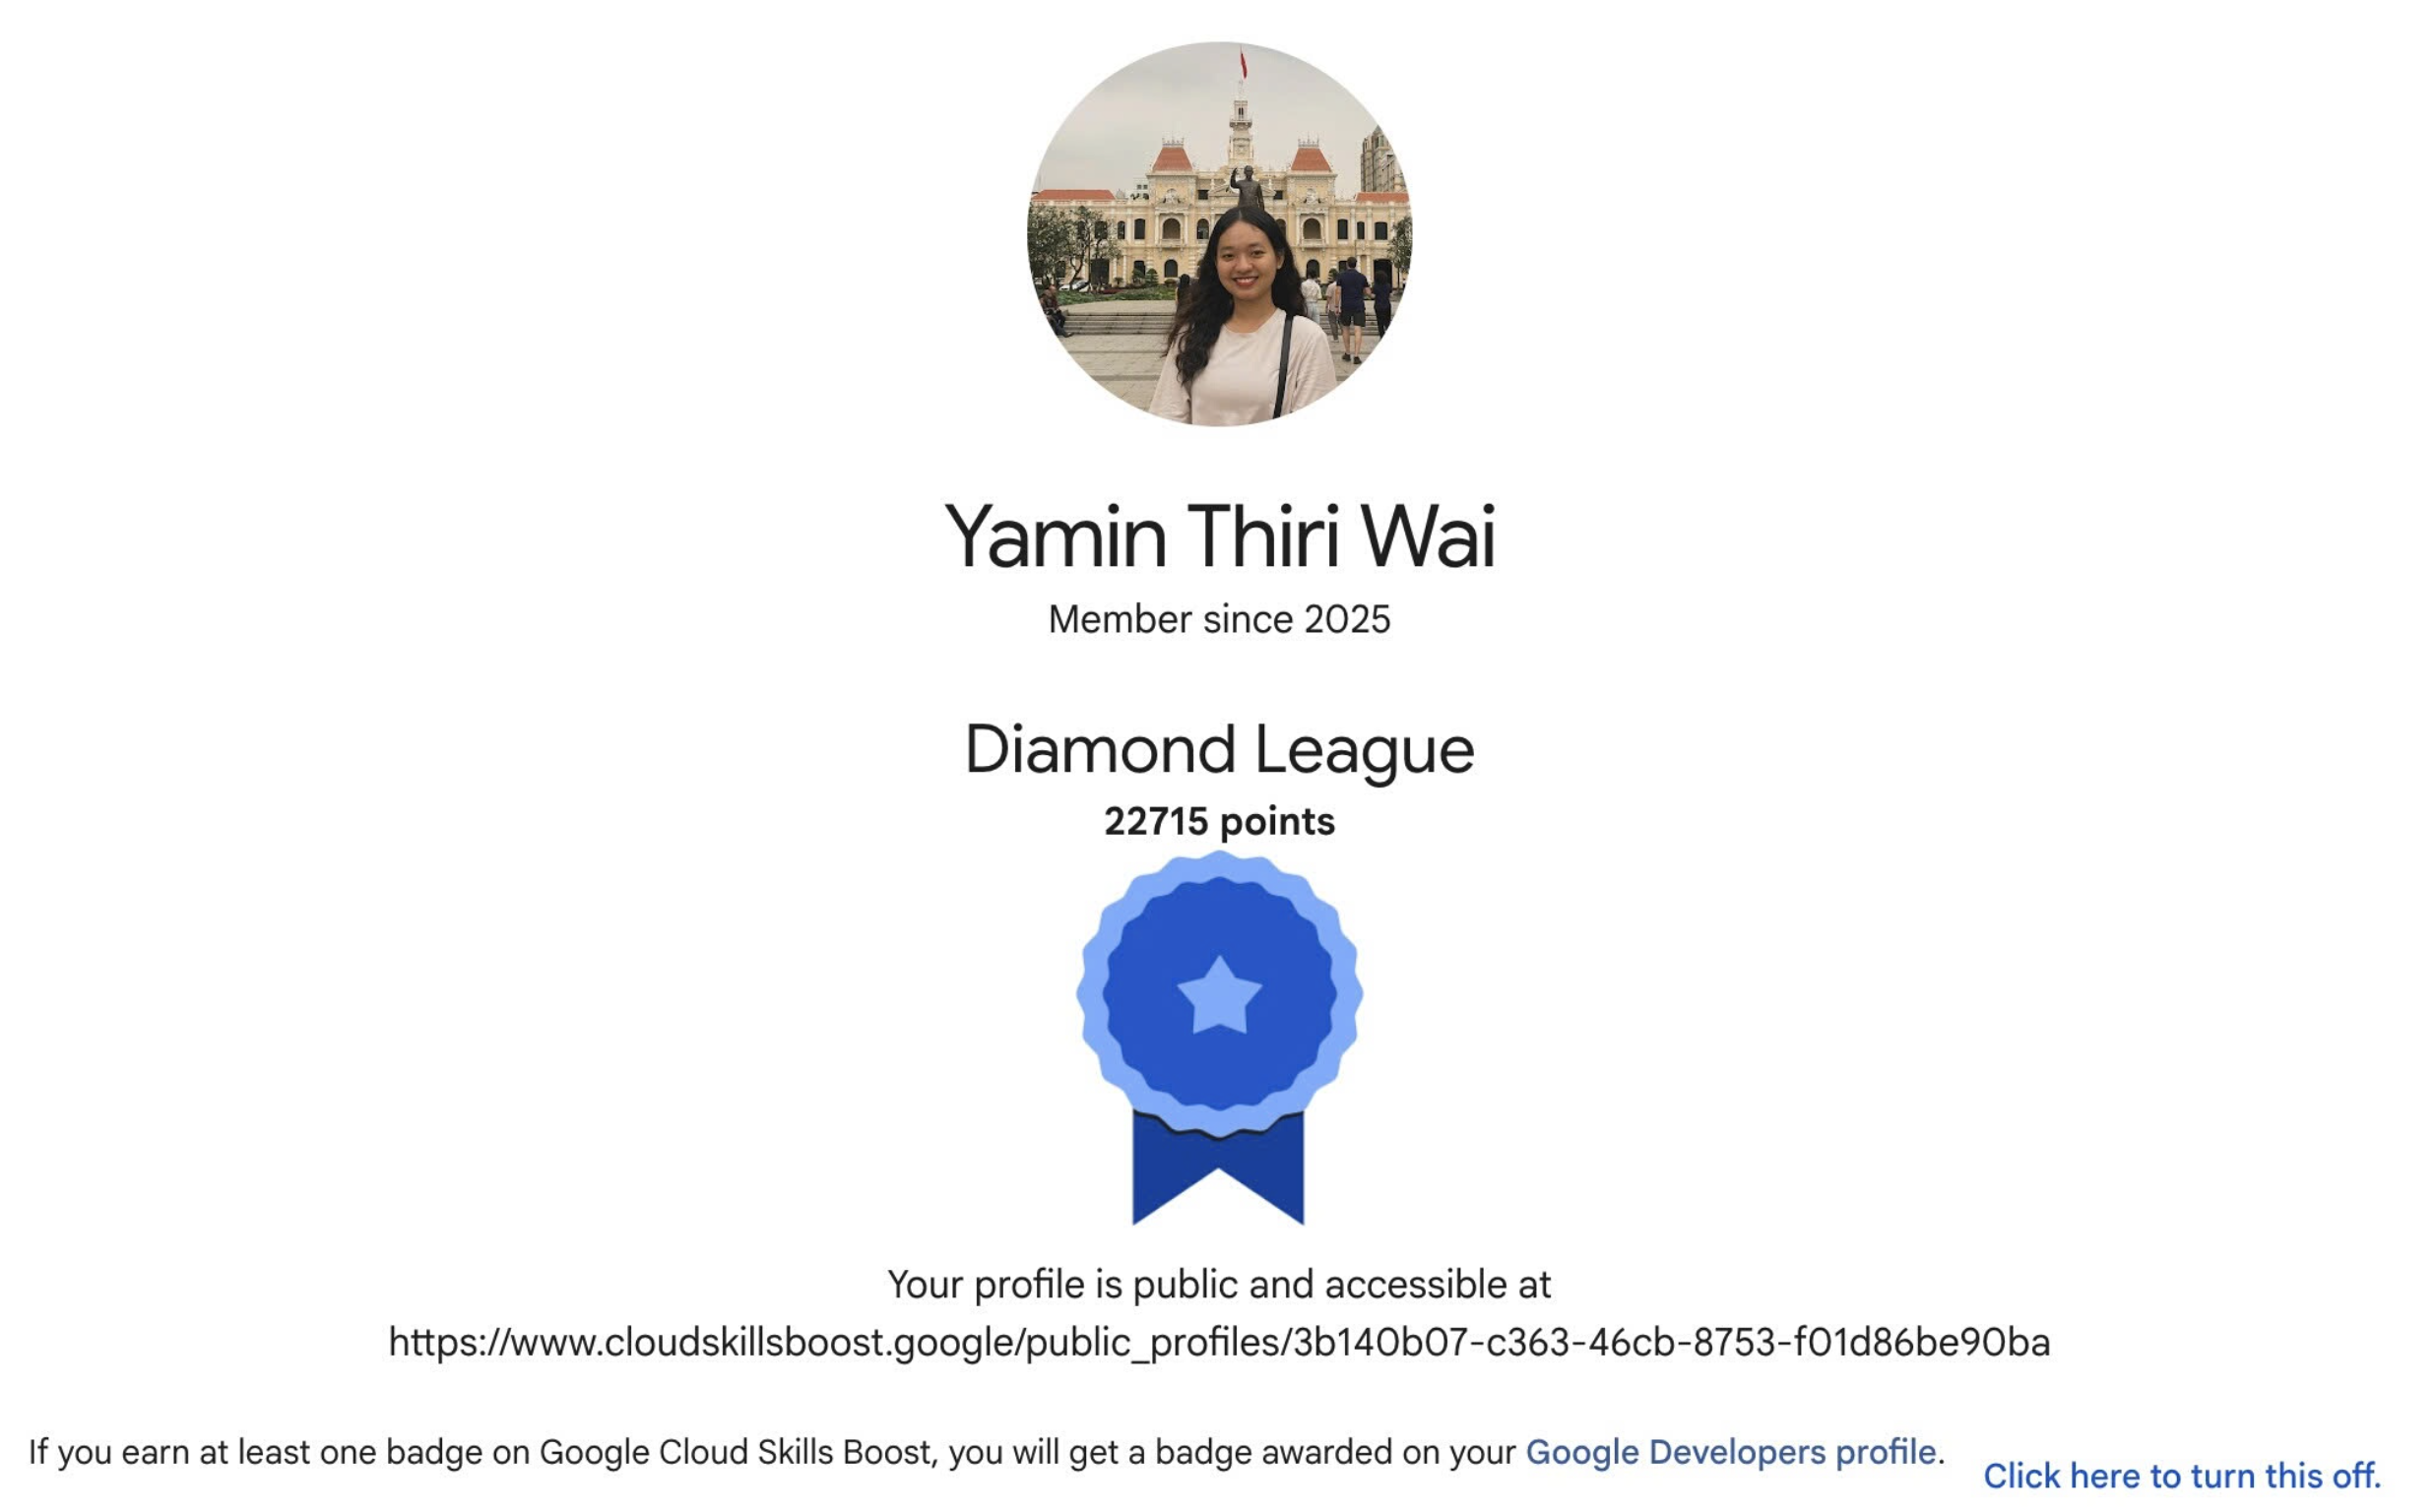 Yamin Thiri Wai
Member since 2025
Diamond League
22715 points
Your profile is public and accessible at
https://www.cloudskillsboost.google/public_profiles/3b140b07-c363-46cb-8753-f01d86be90ba
If you earn at least one badge on Google Cloud Skills Boost, you will get a badge awarded on your Google Developers profile.
Click here to turn this off.